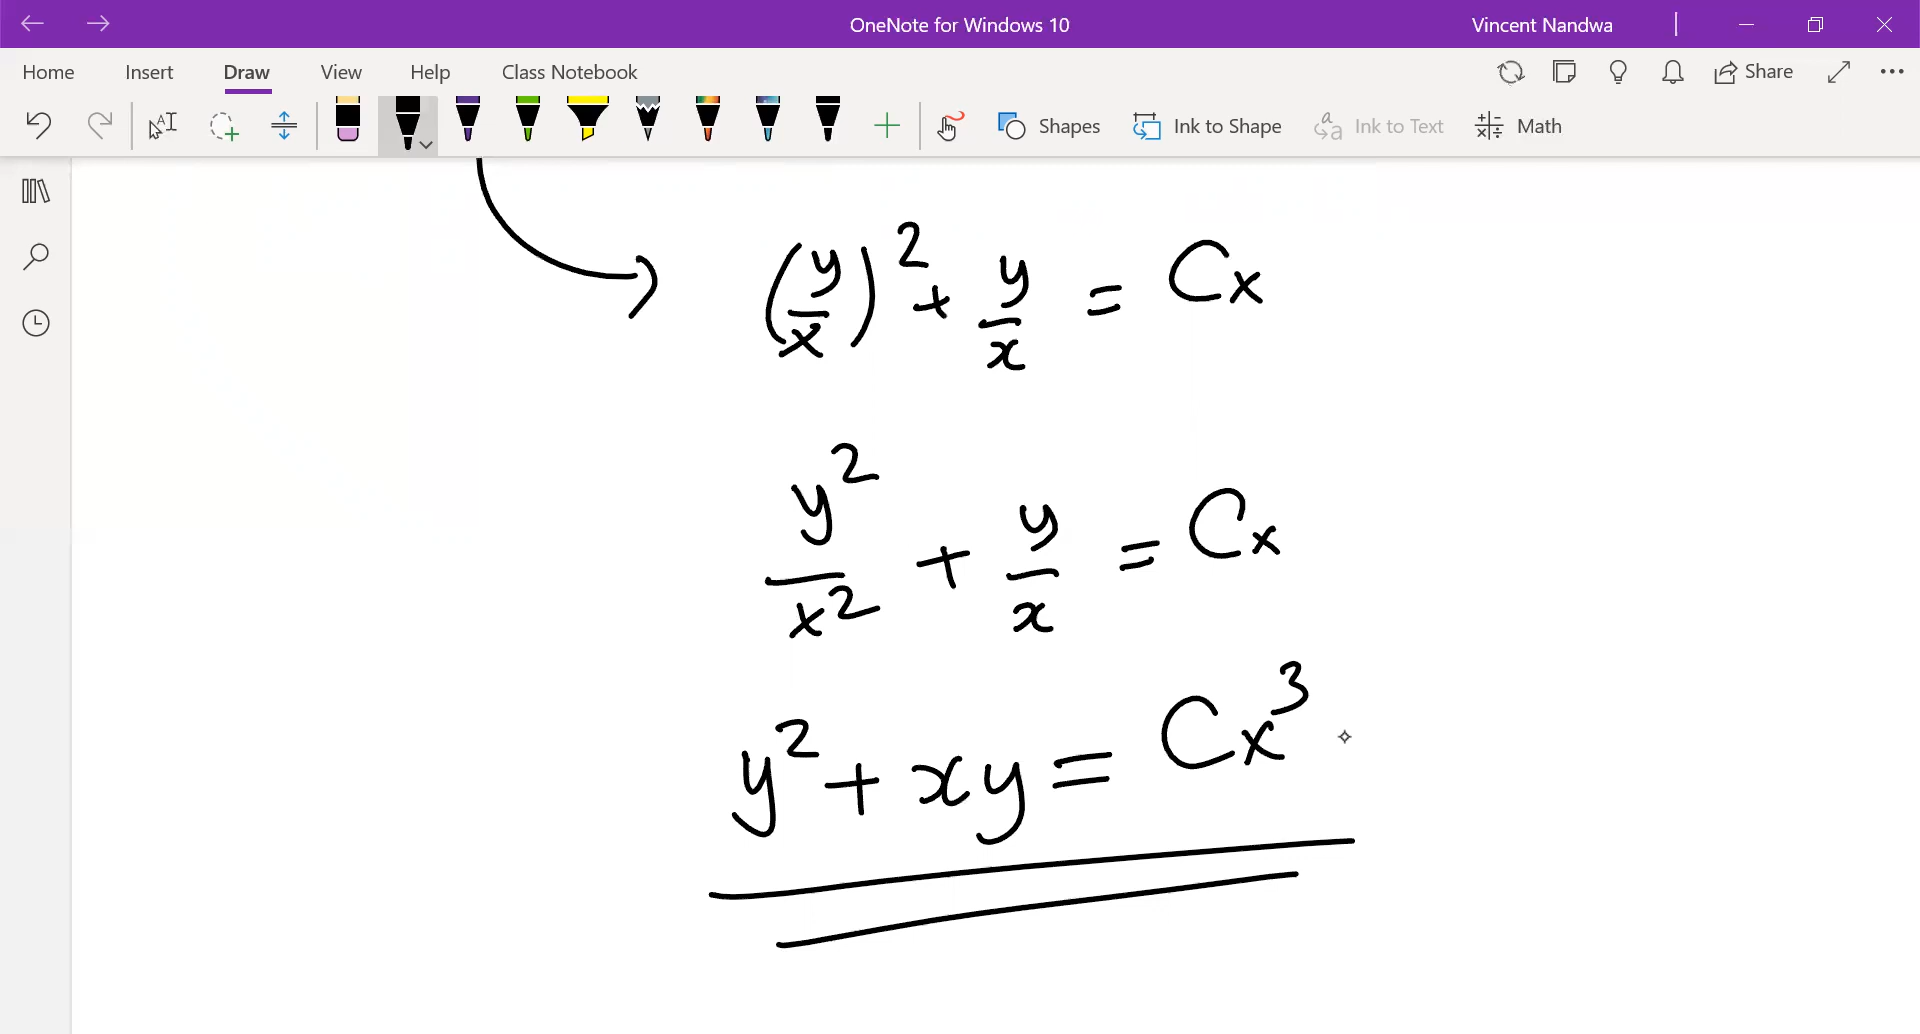 OneNote for Windows 10 Vincent Nandwa
Home Insert Draw View Help Class Notebook Share
Shapes Ink to Shape Ink to Text Math
(y/x)² + y/x = Cx
y²/x² + y/x = Cx
y² + xy = Cx³